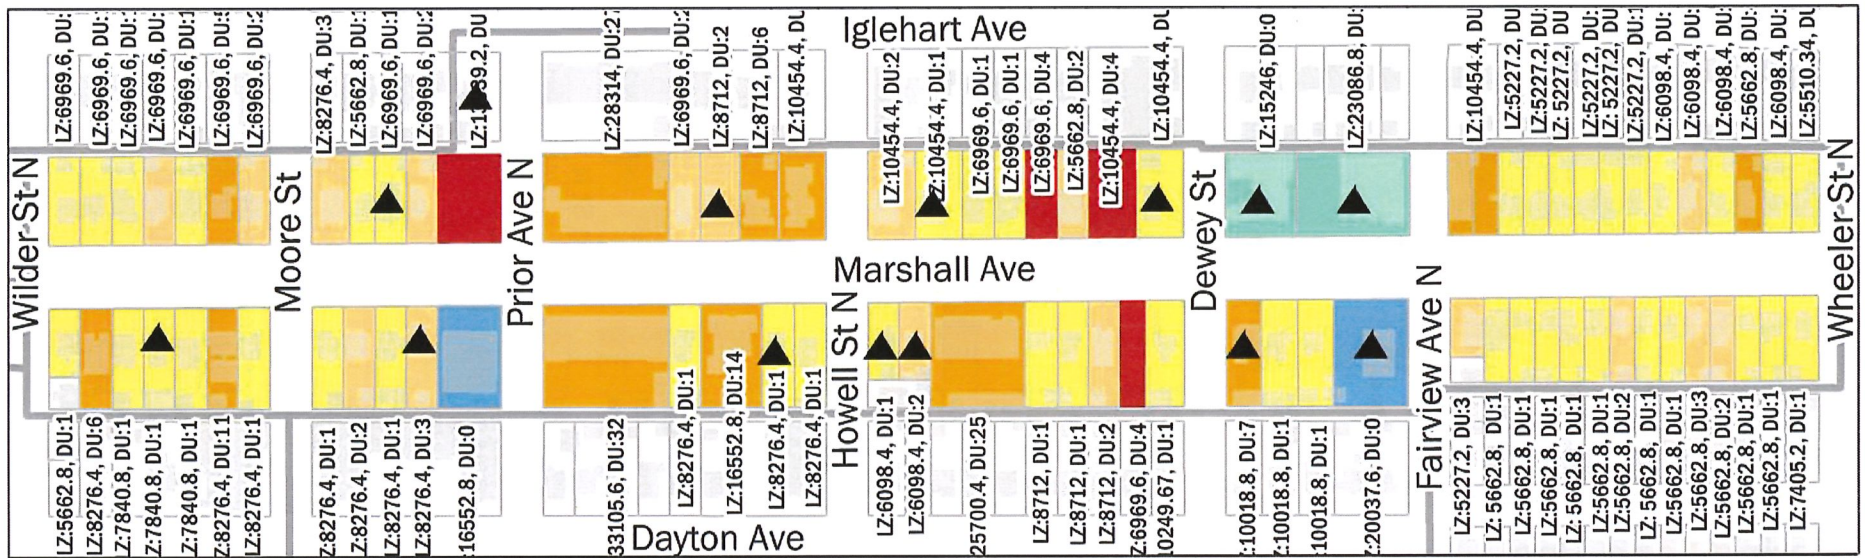 Iglehart Ave
LZ:6969.6, DU:
LZ:6969.6, DU:
LZ:6969.6, DU:
LZ:6969.6, DU:
LZ:6969.6, DU:1
LZ:6969.6, DU:5
LZ:6969.6, DU:2
LZ:8276.4, DU:3
LZ:5662.8, DU:1
LZ:6969.6, DU:1
LZ:6969.6, DU:2
LZ:28314, DU:2
LZ:6969.6, DU:2
LZ:8712, DU:2
LZ:8712, DU:6
LZ:10454.4, DU
LZ:10454.4, DU:2
LZ:10454.4, DU:1
LZ:6969.6, DU:1
LZ:6969.6, DU:1
LZ:6969.6, DU:4
LZ:5662.8, DU:2
LZ:10454.4, DU:4
LZ:10454.4, DU
LZ:15246, DU:0
LZ:23086.8, DU:
LZ:10454.4, DU
LZ:5227.2, DU
LZ:5227.2, DU:
LZ: 5227.2, DU
LZ:5227.2, DU:
LZ: 5227.2, DU
LZ:5227.2, DU:1
LZ:6098.4, DU:
LZ:6098.4, DU:
LZ:6098.4, DU:
LZ:5662.8, DU:
LZ:6098.4, DU:
LZ:5510.34, DU
Wilder St N
Moore St
Prior Ave N
Marshall Ave
Howell St N
Dewey St
Fairview Ave N
Wheeler St N
LZ:5662.8, DU:1
LZ:8276.4, DU:6
Z:7840.8, DU:1
Z:7840.8, DU:1
Z:7840.8, DU:1
Z:8276.4, DU:11
LZ:8276.4, DU:1
Z:8276.4, DU:1
LZ:8276.4, DU:2
LZ:8276.4, DU:1
LZ:8276.4, DU:3
:16552.8, DU:0
33105.6, DU:32
LZ:8276.4, DU:1
LZ:16552.8, DU:14
LZ:8276.4, DU:1
LZ:8276.4, DU:1
LZ:6098.4, DU:1
LZ:6098.4, DU:2
25700.4, DU:25
LZ:8712, DU:1
LZ:8712, DU:1
LZ:8712, DU:2
Z:6969.6, DU:4
10249.67, DU:1
:10018.8, DU:7
:10018.8, DU:1
:10018.8, DU:1
Z:20037.6, DU:0
LZ:5227.2, DU:3
LZ: 5662.8, DU:1
LZ:5662.8, DU:1
LZ:5662.8, DU:1
LZ: 5662.8, DU:1
LZ:5662.8, DU:1
LZ:5662.8, DU:2
LZ: 5662.8, DU:1
LZ:5662.8, DU:1
LZ:5662.8, DU:3
LZ:5662.8, DU:2
LZ:5662.8, DU:1
LZ:5662.8, DU:1
LZ:7405.2, DU:1
Dayton Ave